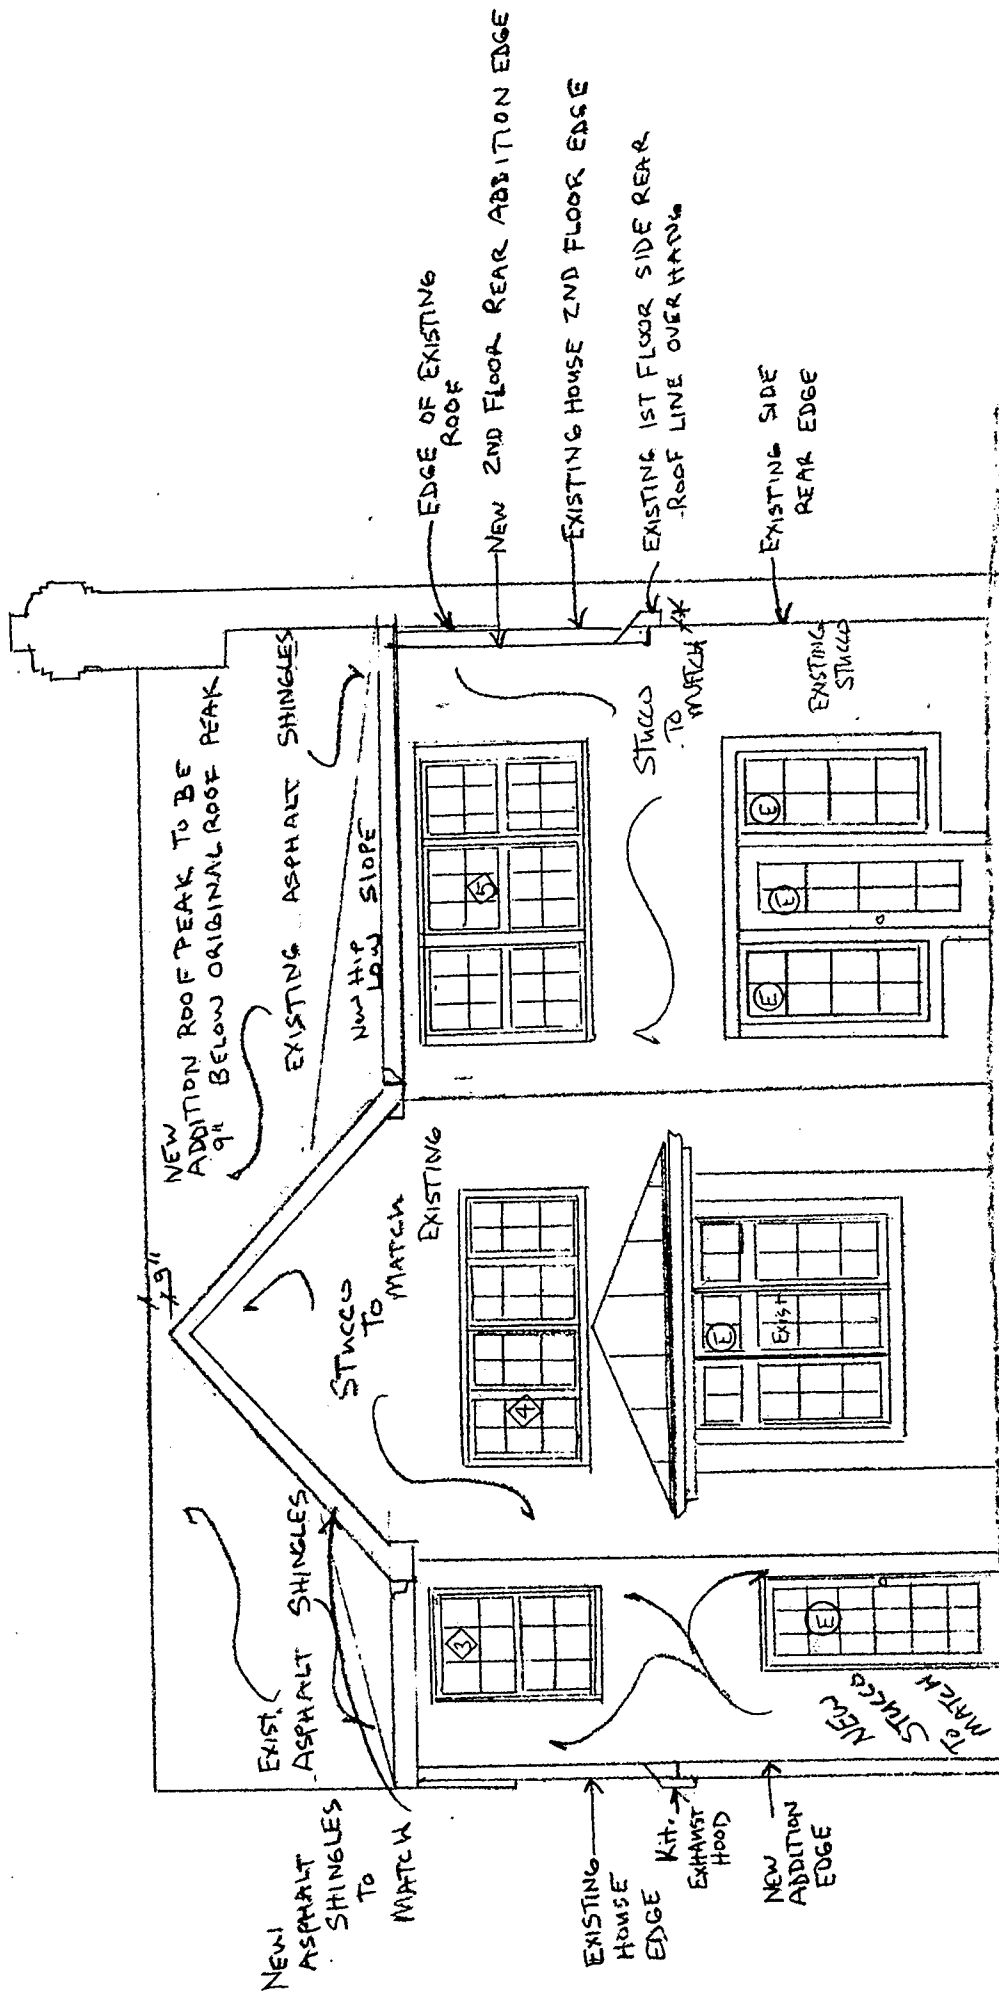 NEW
ADDITION ROOF PEAK TO BE
9" BELOW ORIGINAL ROOF PEAK
9"
EXIST.
ASPHALT SHINGLES
EXISTING ASPHALT SHINGLES
NEW HIP
LOW SLOPE
NEW
ASPHALT
SHINGLES
TO
MATCH
STUCCO
TO
MATCH
EXISTING
EDGE OF EXISTING
ROOF
NEW 2ND FLOOR REAR ADDITION EDGE
EXISTING HOUSE 2ND FLOOR EDGE
EXISTING 1ST FLOOR SIDE REAR
ROOF LINE OVER HANG
EXISTING SIDE
REAR EDGE
3
4
5
STUCCO
TO
MATCH
EXISTING
STUCCO
EXISTING
HOUSE
EDGE
Kit.
EXHAUST
HOOD
NEW
ADDITION
EDGE
NEW
STUCCO
TO
MATCH
E
E
EXIST
E
E
E